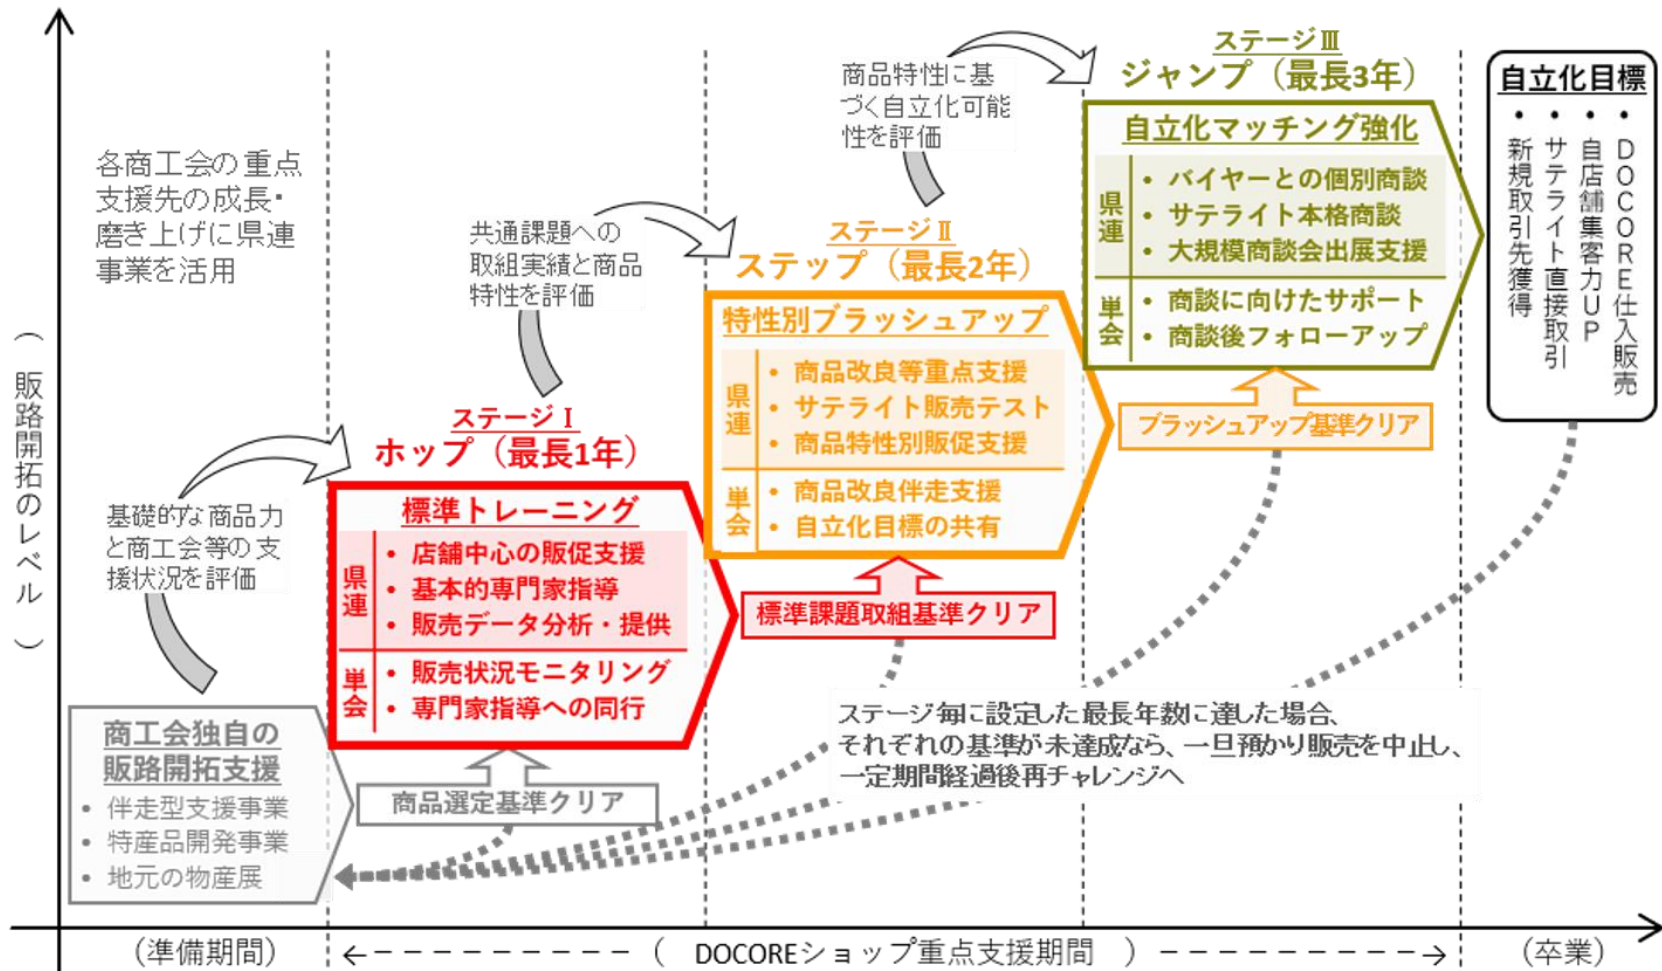 （販路開拓のレベル）
各商工会の重点
支援先の成長・
磨き上げに県連
事業を活用
基礎的な商品力
と商工会等の支
援状況を評価
商工会独自の
販路開拓支援
・伴走型支援事業
・特産品開発事業
・地元の物産展
商品選定基準クリア
ステージⅠ
ホップ（最長1年）
標準トレーニング
県連
・店舗中心の販促支援
・基本的専門家指導
・販売データ分析・提供
単会
・販売状況モニタリング
・専門家指導への同行
共通課題への
取組実績と商品
特性を評価
標準課題取組基準クリア
ステージⅡ
ステップ（最長2年）
特性別ブラッシュアップ
県連
・商品改良等重点支援
・サテライト販売テスト
・商品特性別販促支援
単会
・商品改良伴走支援
・自立化目標の共有
商品特性に基
づく自立化可能
性を評価
ブラッシュアップ基準クリア
ステージⅢ
ジャンプ（最長3年）
自立化マッチング強化
県連
・バイヤーとの個別商談
・サテライト本格商談
・大規模商談会出展支援
単会
・商談に向けたサポート
・商談後フォローアップ
自立化目標
・DOCORE仕入販売
・自店舗集客力UP
・サテライト直接取引
・新規取引先獲得
ステージ毎に設定した最長年数に達した場合、
それぞれの基準が未達成なら、一旦預かり販売を中止し、
一定期間経過後再チャレンジへ
（準備期間）
（　DOCOREショップ重点支援期間　）
（卒業）